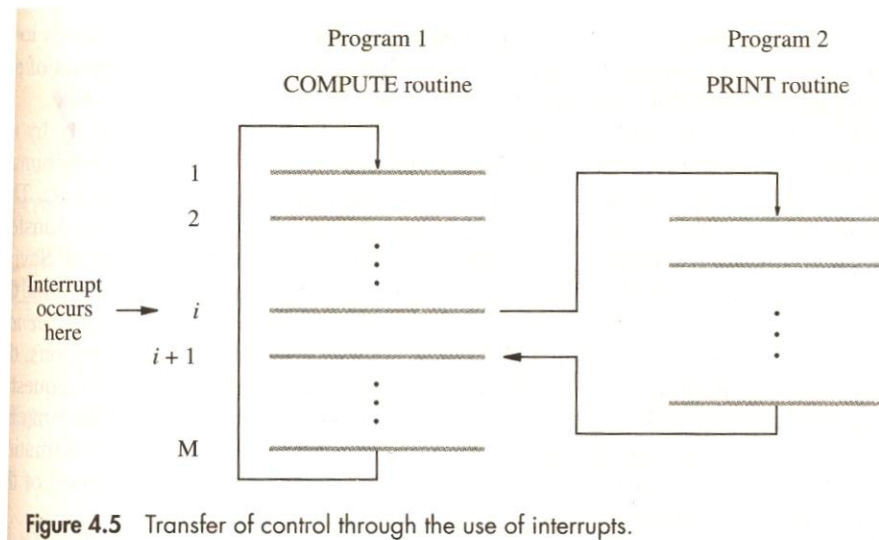 Program 1
Program 2
COMPUTE routine
PRINT routine
1
2
Interrupt
occurs
here
i
i + 1
M
Figure 4.5 Transfer of control through the use of interrupts.